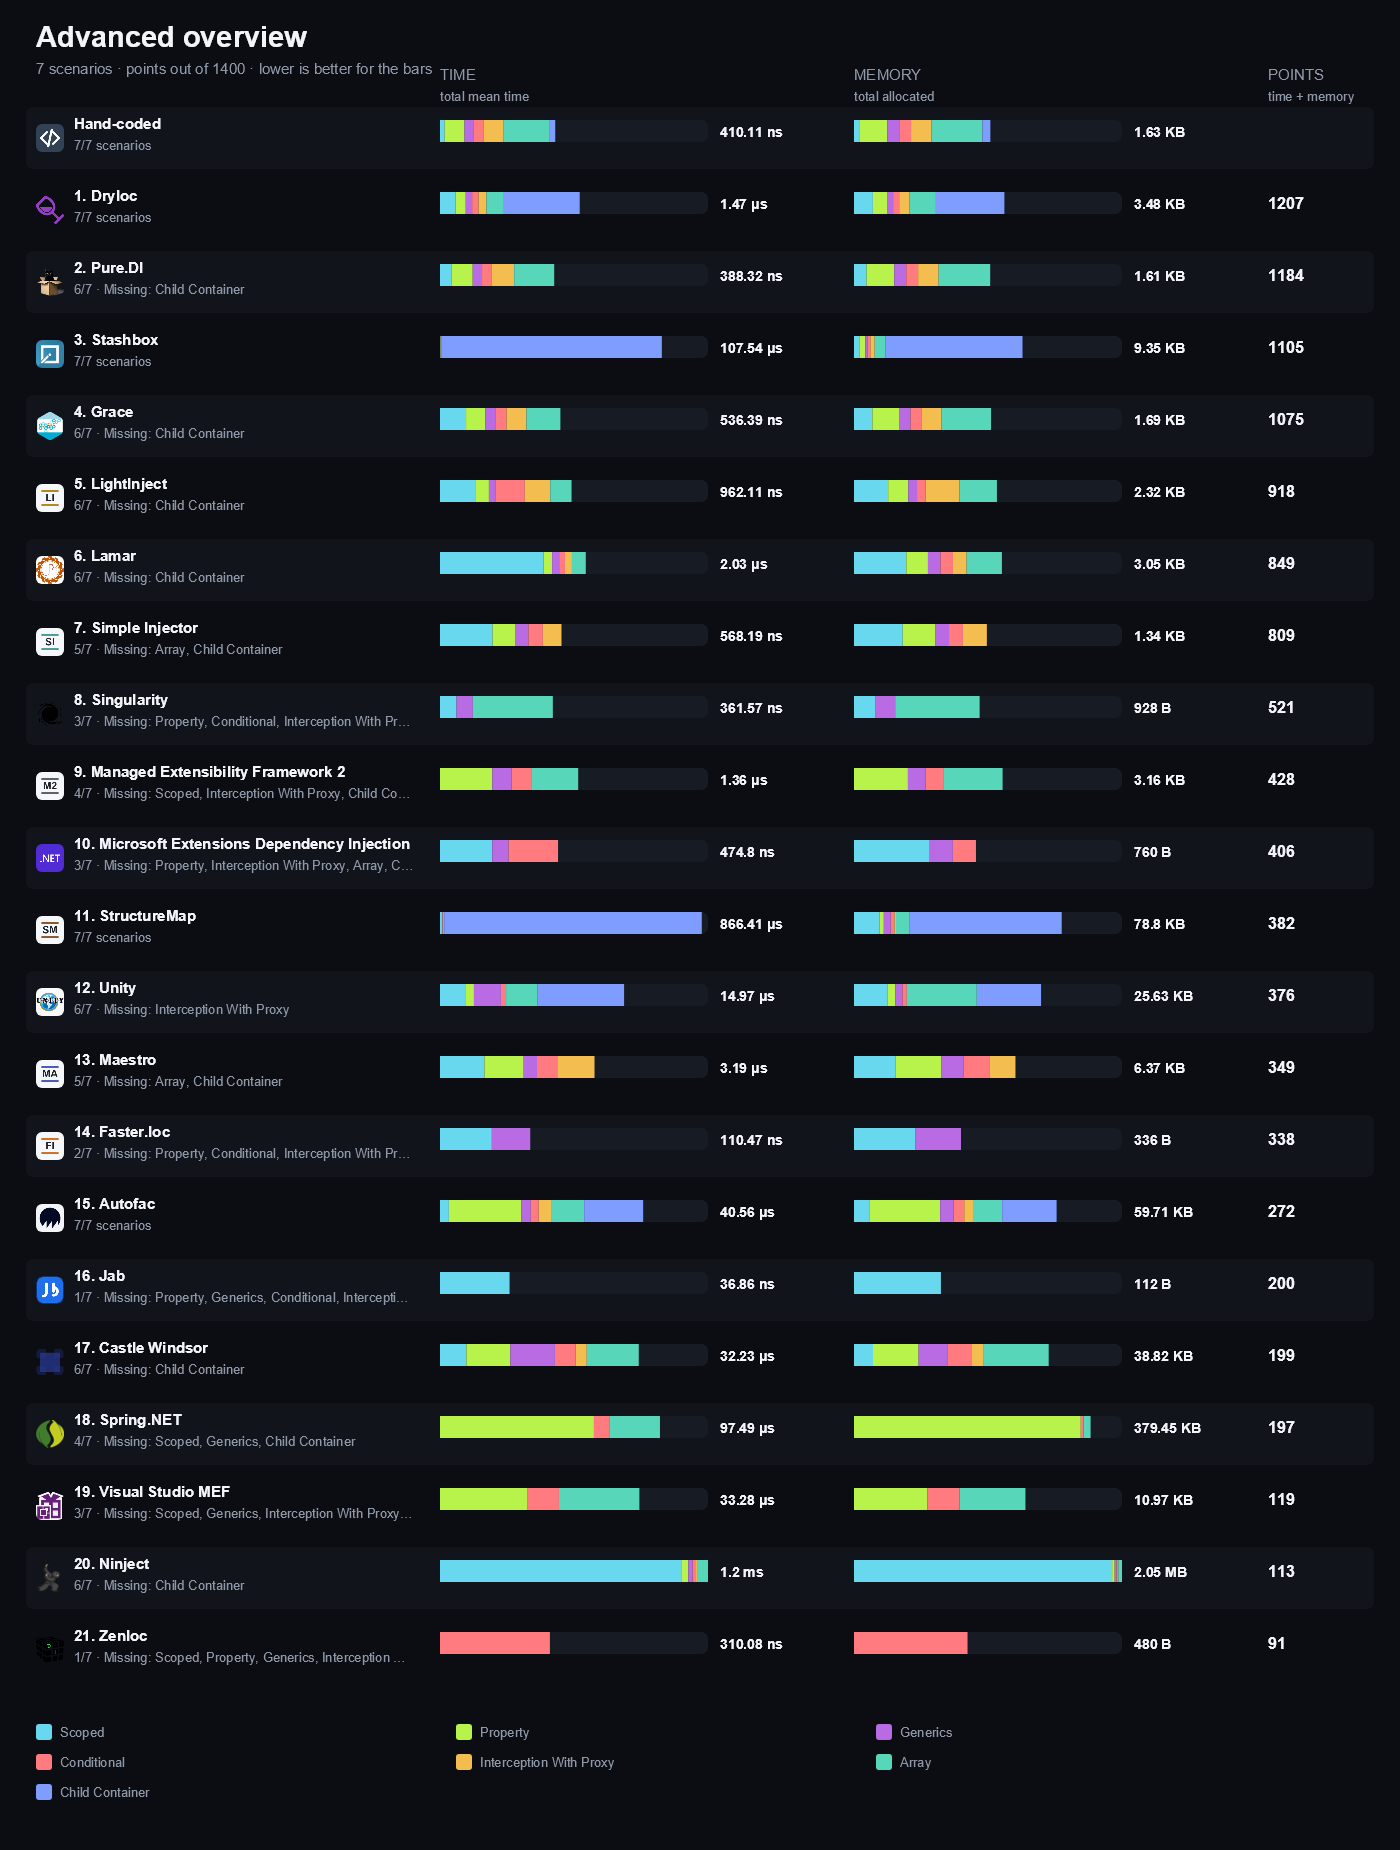 Advanced overview
7 scenarios · points out of 1400 · lower is better for the bars
TIME
total mean time
MEMORY
total allocated
POINTS
time + memory
Hand-coded
7/7 scenarios
410.11 ns
1.63 KB
1. DryIoc
7/7 scenarios
1.47 µs
3.48 KB
1207
2. Pure.DI
6/7 · Missing: Child Container
388.32 ns
1.61 KB
1184
3. Stashbox
7/7 scenarios
107.54 µs
9.35 KB
1105
4. Grace
6/7 · Missing: Child Container
536.39 ns
1.69 KB
1075
LI
5. LightInject
6/7 · Missing: Child Container
962.11 ns
2.32 KB
918
6. Lamar
6/7 · Missing: Child Container
2.03 µs
3.05 KB
849
SI
7. Simple Injector
5/7 · Missing: Array, Child Container
568.19 ns
1.34 KB
809
8. Singularity
3/7 · Missing: Property, Conditional, Interception With Pr...
361.57 ns
928 B
521
M2
9. Managed Extensibility Framework 2
4/7 · Missing: Scoped, Interception With Proxy, Child Co...
1.36 µs
3.16 KB
428
.NET
10. Microsoft Extensions Dependency Injection
3/7 · Missing: Property, Interception With Proxy, Array, C...
474.8 ns
760 B
406
SM
11. StructureMap
7/7 scenarios
866.41 µs
78.8 KB
382
UNITY
12. Unity
6/7 · Missing: Interception With Proxy
14.97 µs
25.63 KB
376
MA
13. Maestro
5/7 · Missing: Array, Child Container
3.19 µs
6.37 KB
349
FI
14. Faster.Ioc
2/7 · Missing: Property, Conditional, Interception With Pr...
110.47 ns
336 B
338
15. Autofac
7/7 scenarios
40.56 µs
59.71 KB
272
Jb
16. Jab
1/7 · Missing: Property, Generics, Conditional, Intercepti...
36.86 ns
112 B
200
17. Castle Windsor
6/7 · Missing: Child Container
32.23 µs
38.82 KB
199
18. Spring.NET
4/7 · Missing: Scoped, Generics, Child Container
97.49 µs
379.45 KB
197
19. Visual Studio MEF
3/7 · Missing: Scoped, Generics, Interception With Proxy...
33.28 µs
10.97 KB
119
20. Ninject
6/7 · Missing: Child Container
1.2 ms
2.05 MB
113
21. ZenIoc
1/7 · Missing: Scoped, Property, Generics, Interception ...
310.08 ns
480 B
91
Scoped
Property
Generics
Conditional
Interception With Proxy
Array
Child Container